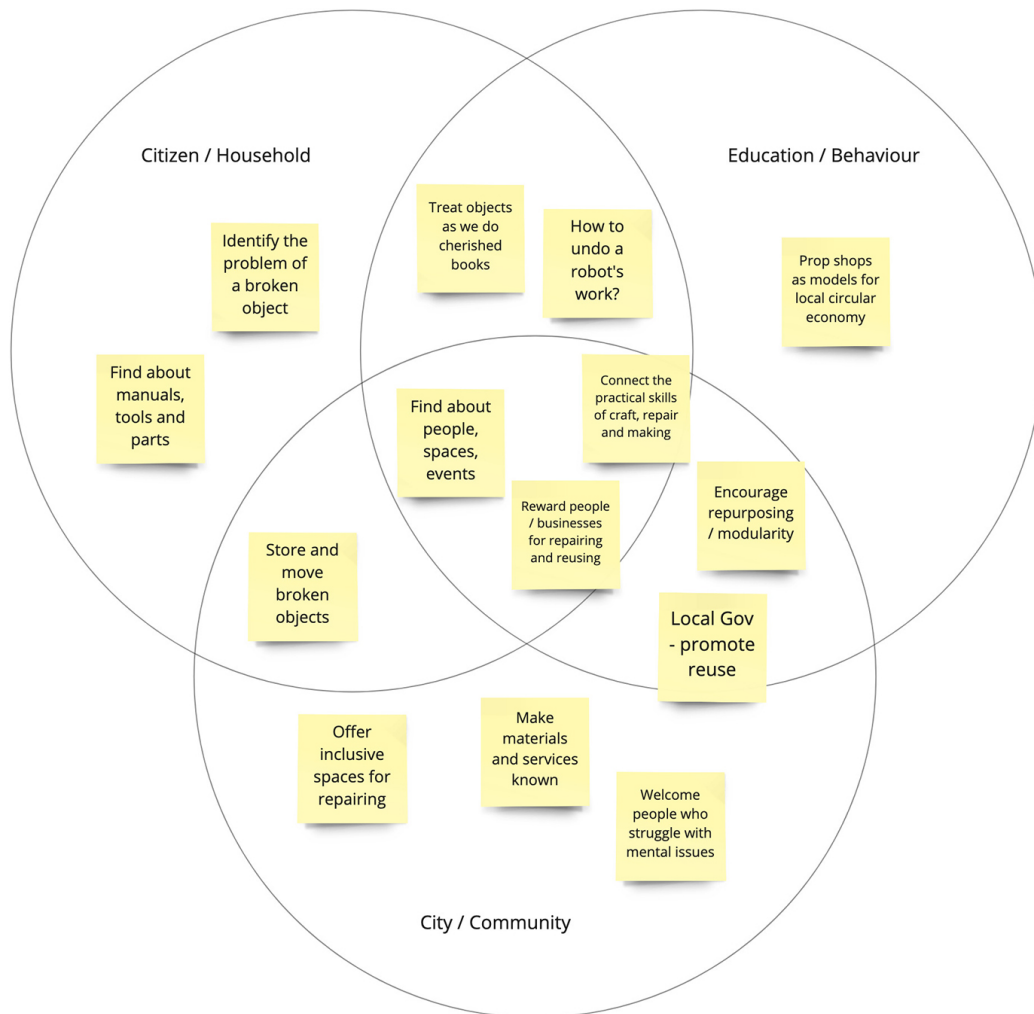 Citizen / Household
Education / Behaviour
Treat objects
as we do
cherished
books
How to
undo a
robot's
work?
Identify the
problem of
a broken
object
Prop shops
as models for
local circular
economy
Find about
manuals,
tools and
parts
Connect the
practical skills
of craft, repair
and making
Find about
people,
spaces,
events
Encourage
repurposing
/ modularity
Reward people
/ businesses
for repairing
and reusing
Store and
move
broken
objects
Local Gov
- promote
reuse
Offer
inclusive
spaces for
repairing
Make
materials
and services
known
Welcome
people who
struggle with
mental issues
City / Community